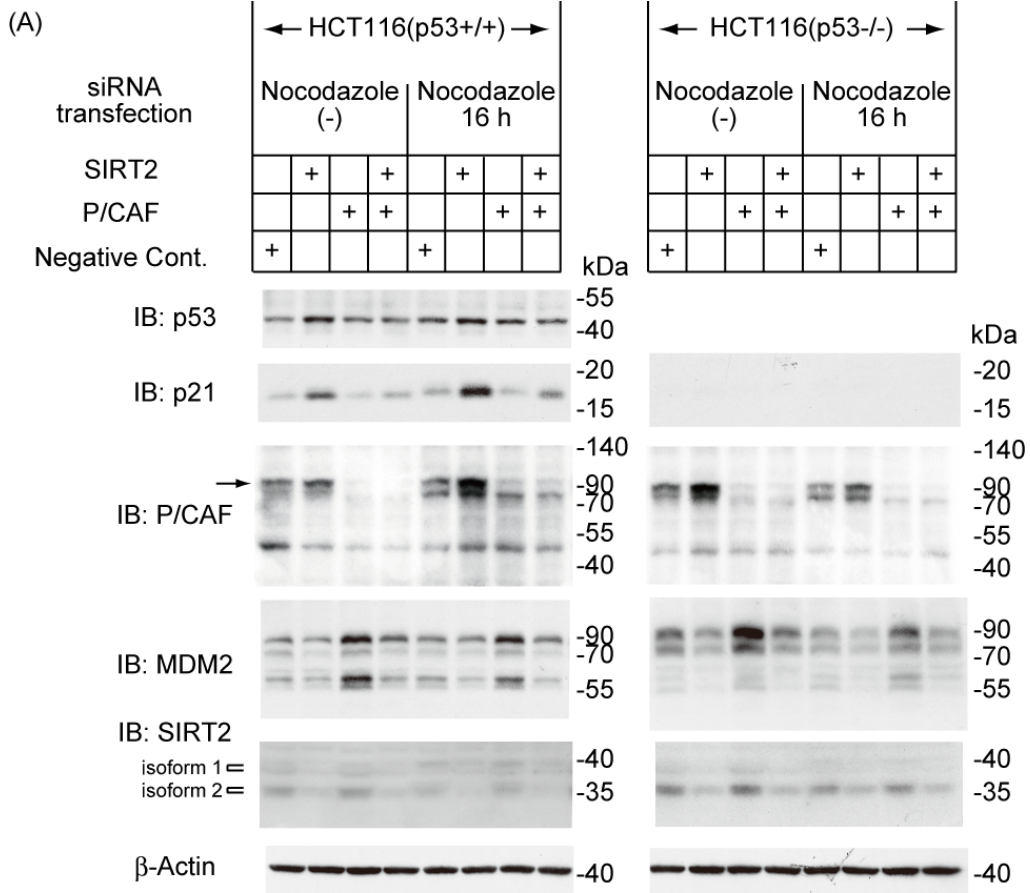 (A)
HCT116(p53+/+)
HCT116(p53-/-)
siRNA
transfection
Nocodazole
(-)
Nocodazole
16 h
Nocodazole
(-)
Nocodazole
16 h
SIRT2 + + + + + + + +
P/CAF + + + + + + + +
Negative Cont. + + + +
kDa
IB: p53
-55
-40
kDa
IB: p21
-20
-15
-20
-15
IB: P/CAF
-140
-90
-70
-55
-40
-140
-90
-70
-55
-40
IB: MDM2
-90
-70
-55
-90
-70
-55
IB: SIRT2
isoform 1
isoform 2
-40
-35
-40
-35
β-Actin
-40
-40